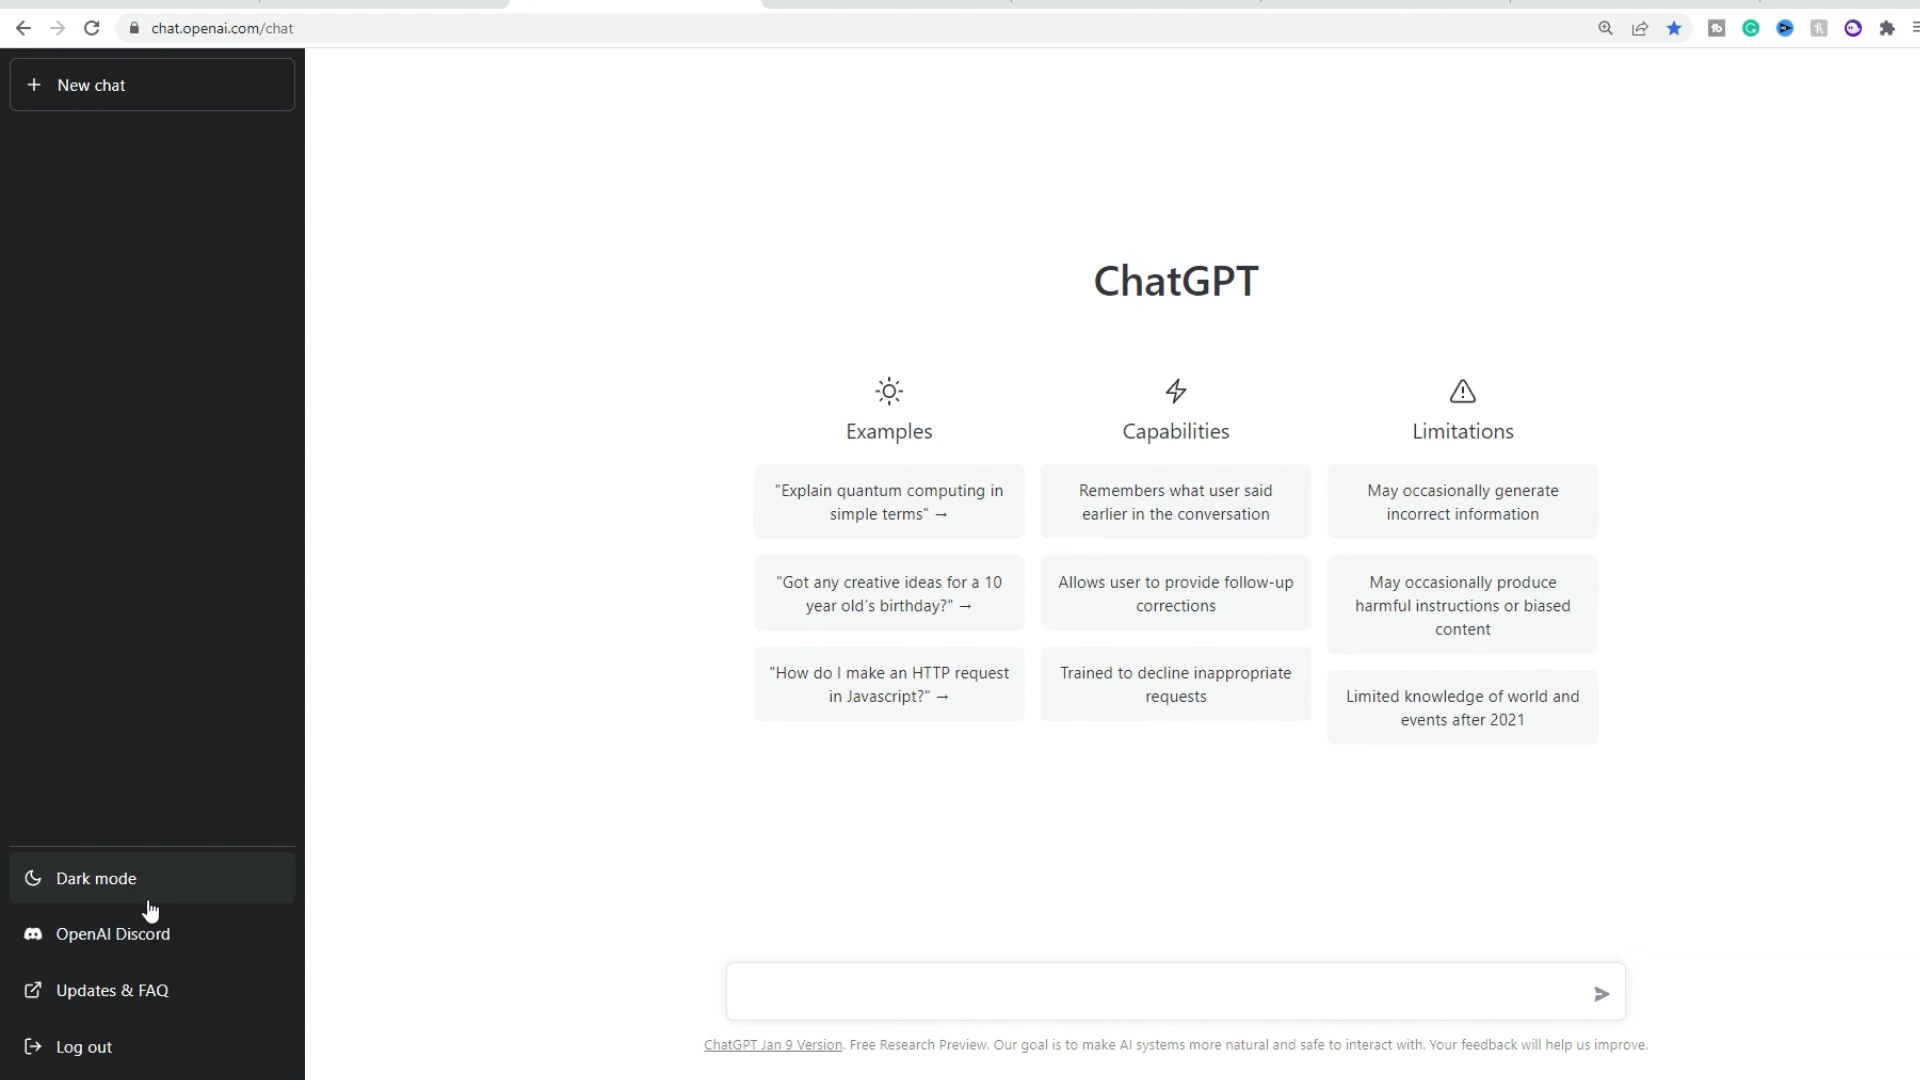 chat.openai.com/chat
New chat
ChatGPT
Examples
Capabilities
Limitations
"Explain quantum computing in
simple terms" →
Remembers what user said
earlier in the conversation
May occasionally generate
incorrect information
"Got any creative ideas for a 10
year old's birthday?" →
Allows user to provide follow-up
corrections
May occasionally produce
harmful instructions or biased
content
"How do I make an HTTP request
in Javascript?" →
Trained to decline inappropriate
requests
Limited knowledge of world and
events after 2021
Dark mode
OpenAI Discord
Updates & FAQ
Log out
ChatGPT Jan 9 Version. Free Research Preview. Our goal is to make AI systems more natural and safe to interact with. Your feedback will help us improve.